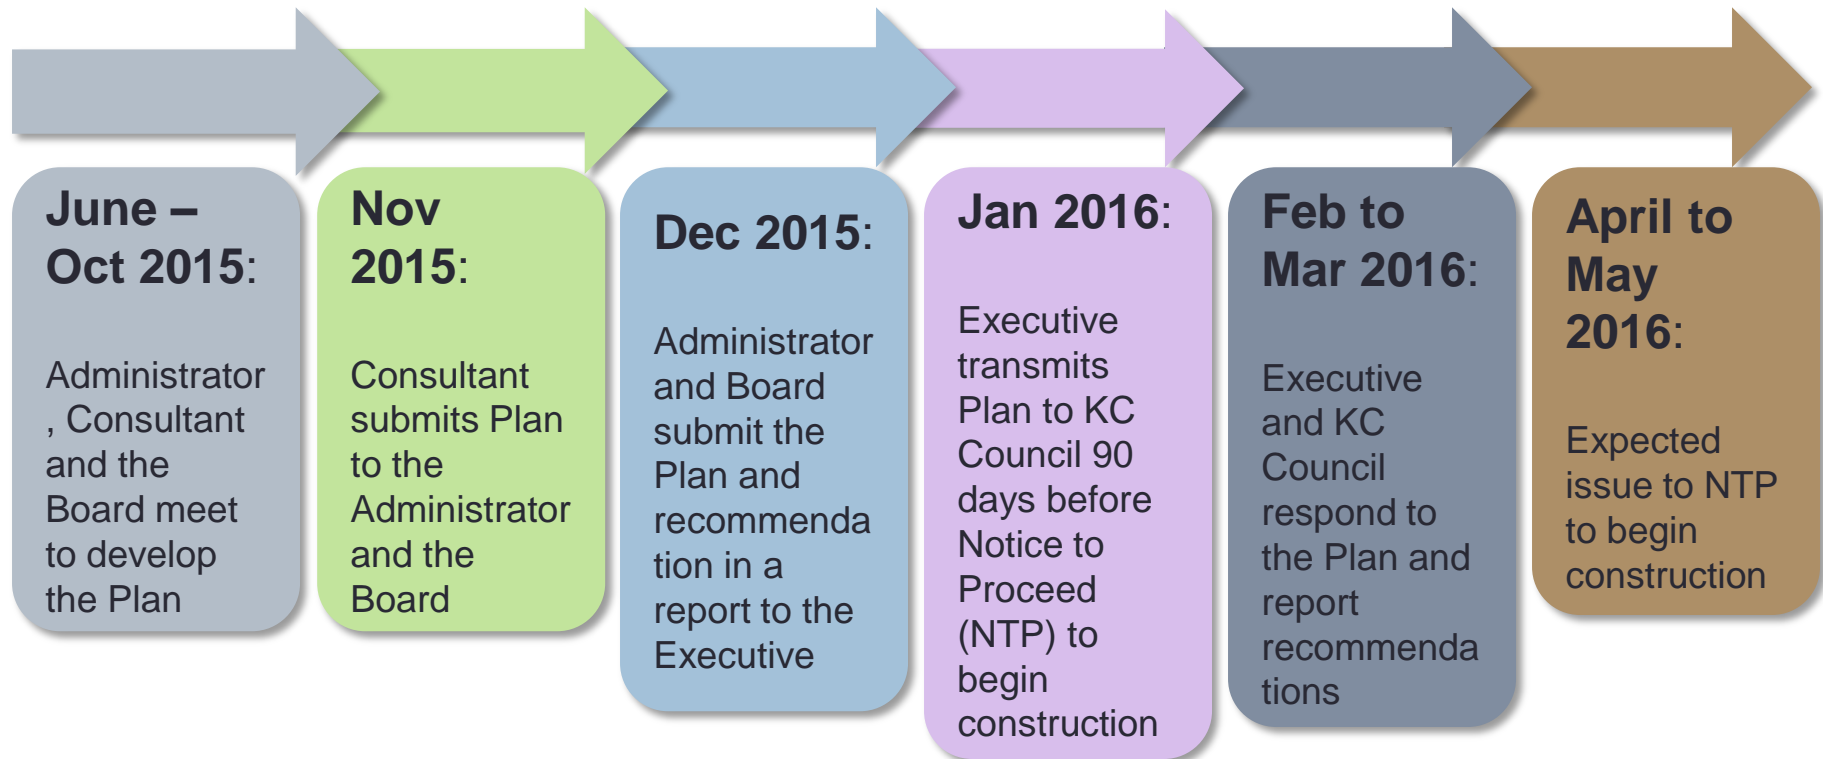 June –
Oct 2015:
Administrator
, Consultant
and the
Board meet
to develop
the Plan
Nov
2015:
Consultant
submits Plan
to the
Administrator
and the
Board
Dec 2015:
Administrator
and Board
submit the
Plan and
recommenda
tion in a
report to the
Executive
Jan 2016:
Executive
transmits
Plan to KC
Council 90
days before
Notice to
Proceed
(NTP) to
begin
construction
Feb to
Mar 2016:
Executive
and KC
Council
respond to
the Plan and
report
recommenda
tions
April to
May
2016:
Expected
issue to NTP
to begin
construction